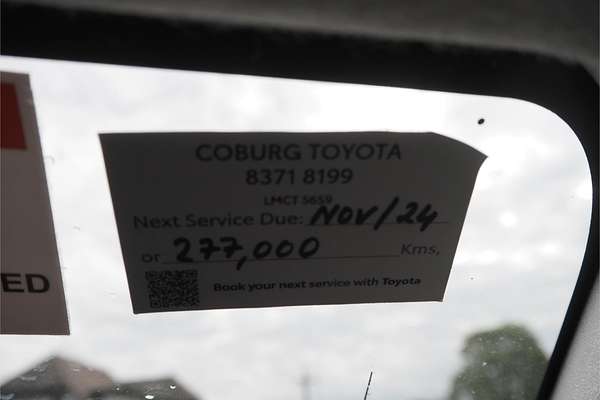 COBURG TOYOTA
8371 8199
LMCT 5659
Next Service Due: NOV/24
or 277,000 Kms,
Book your next service with Toyota
ED